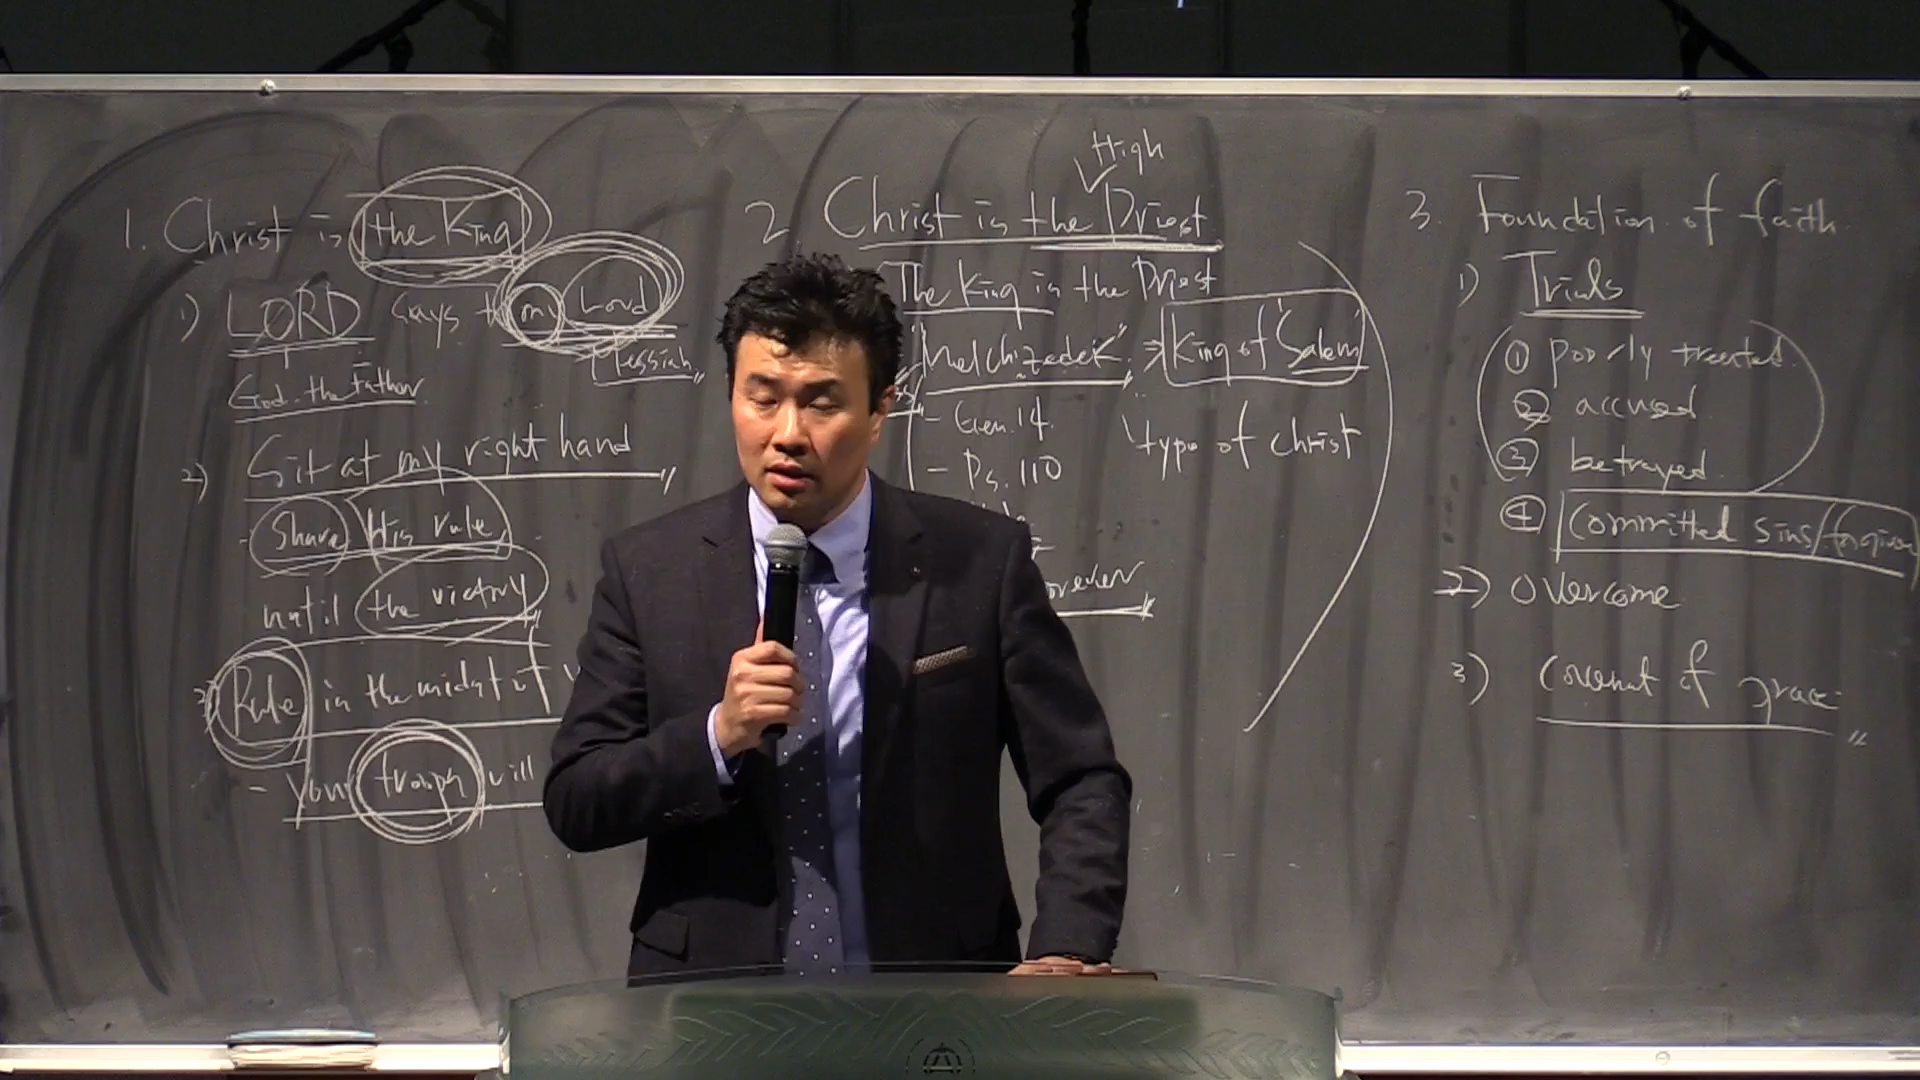 1. Christ is the King
1) LORD says to my Lord
Messiah"
God the Father
2) Sit at my right hand"
- Share His rule
until the victory"
3) Rule in the midst of
- Your troops will
High
2 Christ is the Priest
The King is the Priest
"Melchizedek" ⇒ King of 'Salem'
- Gen. 14.
type of christ
- Ps. 110
3. Foundation of faith.
1) Trials
① poorly treated.
② accused.
③ betrayed.
④ Committed sins/forgiven
2) Overcome
3) Covenant of grace"